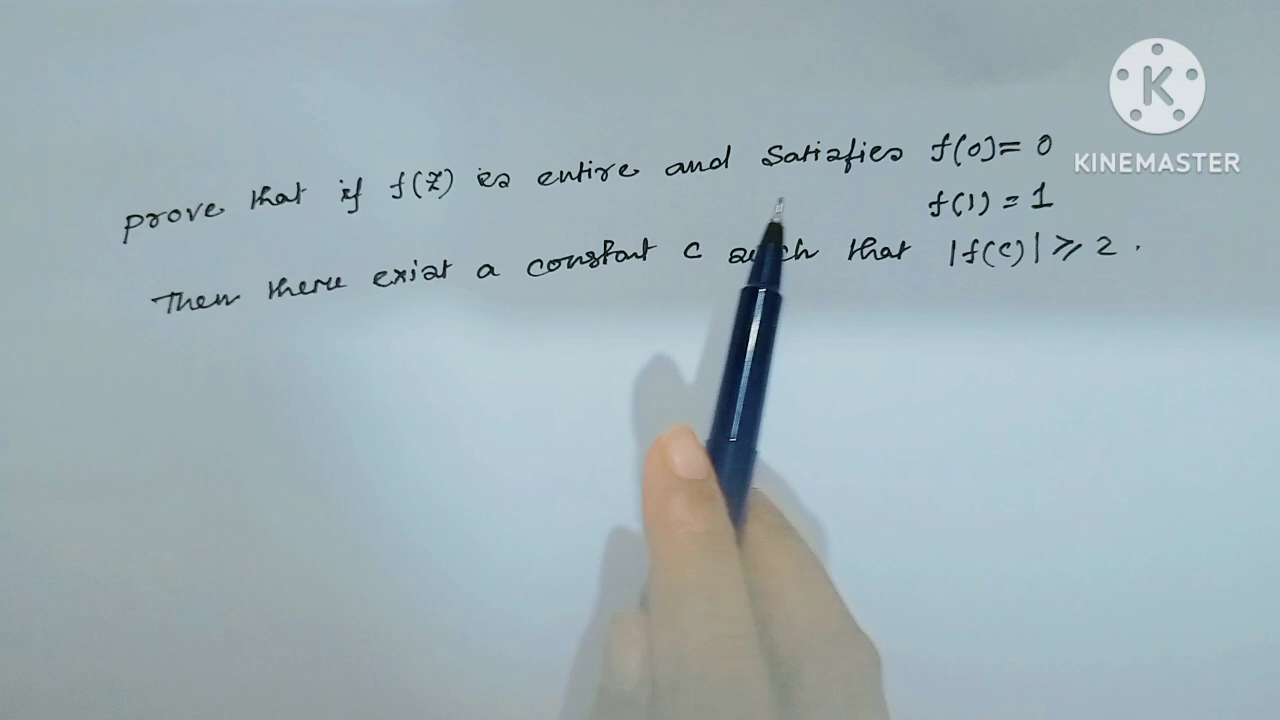 prove that if f(z) is entire and satisfies f(0)= 0
f(1) = 1
Then there exist a constant c such that |f(c)| ≥ 2 .
K
KINEMASTER